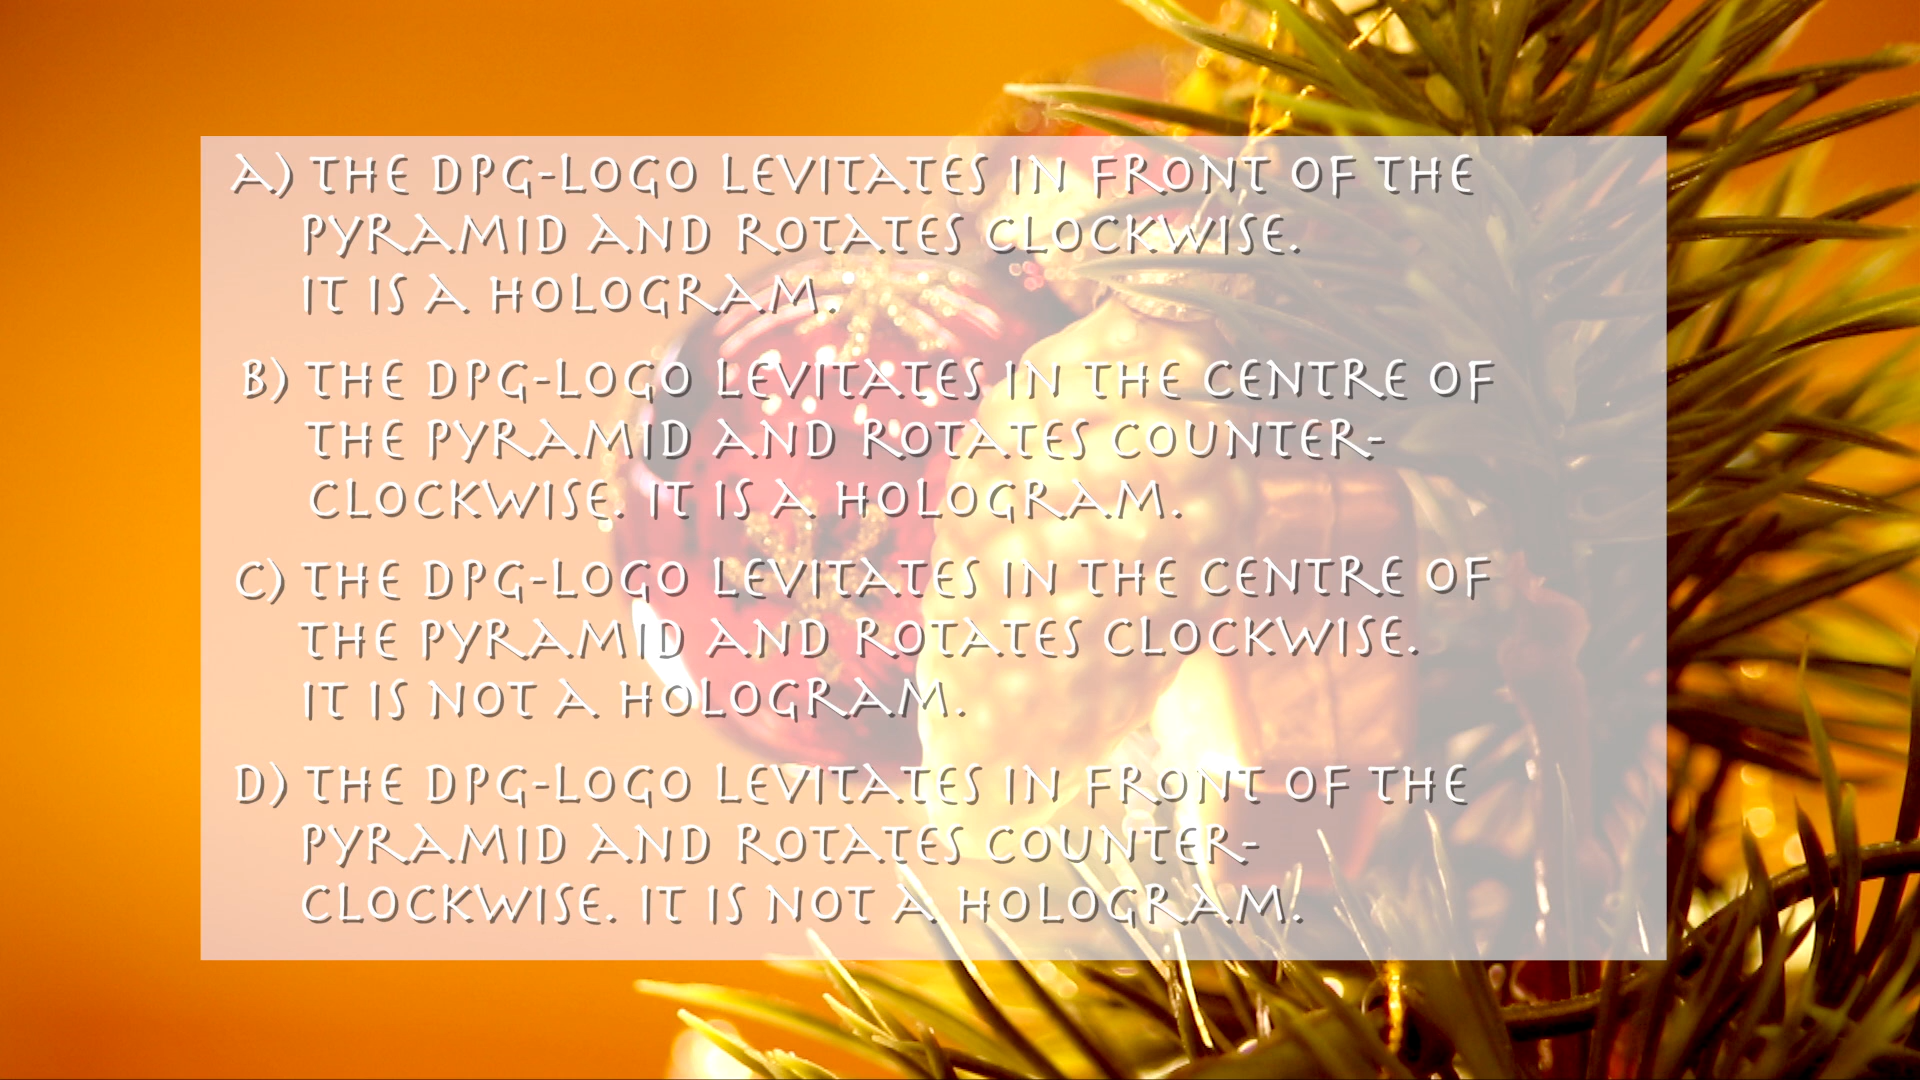 A) THE DPG-LOGO LEVITATES IN FRONT OF THE
PYRAMID AND ROTATES CLOCKWISE.
IT IS A HOLOGRAM.
B) THE DPG-LOGO LEVITATES IN THE CENTRE OF
THE PYRAMID AND ROTATES COUNTER-
CLOCKWISE. IT IS A HOLOGRAM.
C) THE DPG-LOGO LEVITATES IN THE CENTRE OF
THE PYRAMID AND ROTATES CLOCKWISE.
IT IS NOT A HOLOGRAM.
D) THE DPG-LOGO LEVITATES IN FRONT OF THE
PYRAMID AND ROTATES COUNTER-
CLOCKWISE. IT IS NOT A HOLOGRAM.